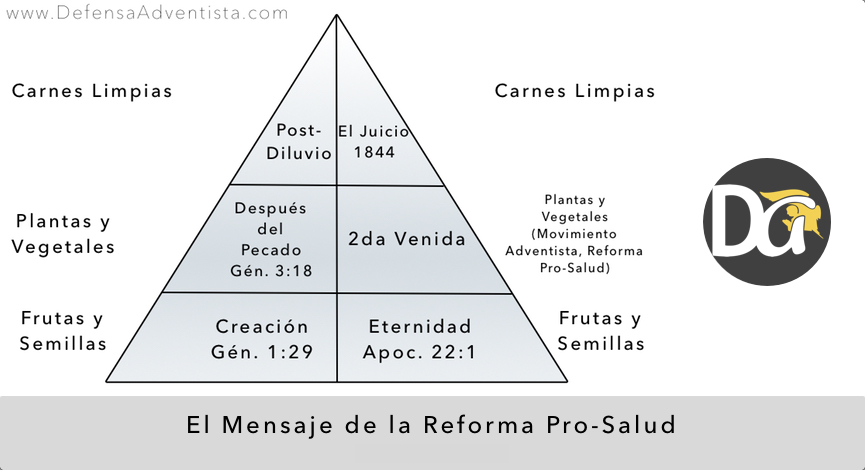 www.DefensaAdventista.com
Carnes Limpias
Post-
Diluvio
El Juicio
1844
Carnes Limpias
Plantas y
Vegetales
Después
del
Pecado
Gén. 3:18
2da Venida
Plantas y
Vegetales
(Movimiento
Adventista, Reforma
Pro-Salud)
Da
Frutas y
Semillas
Creación
Gén. 1:29
Eternidad
Apoc. 22:1
Frutas y
Semillas
El Mensaje de la Reforma Pro-Salud